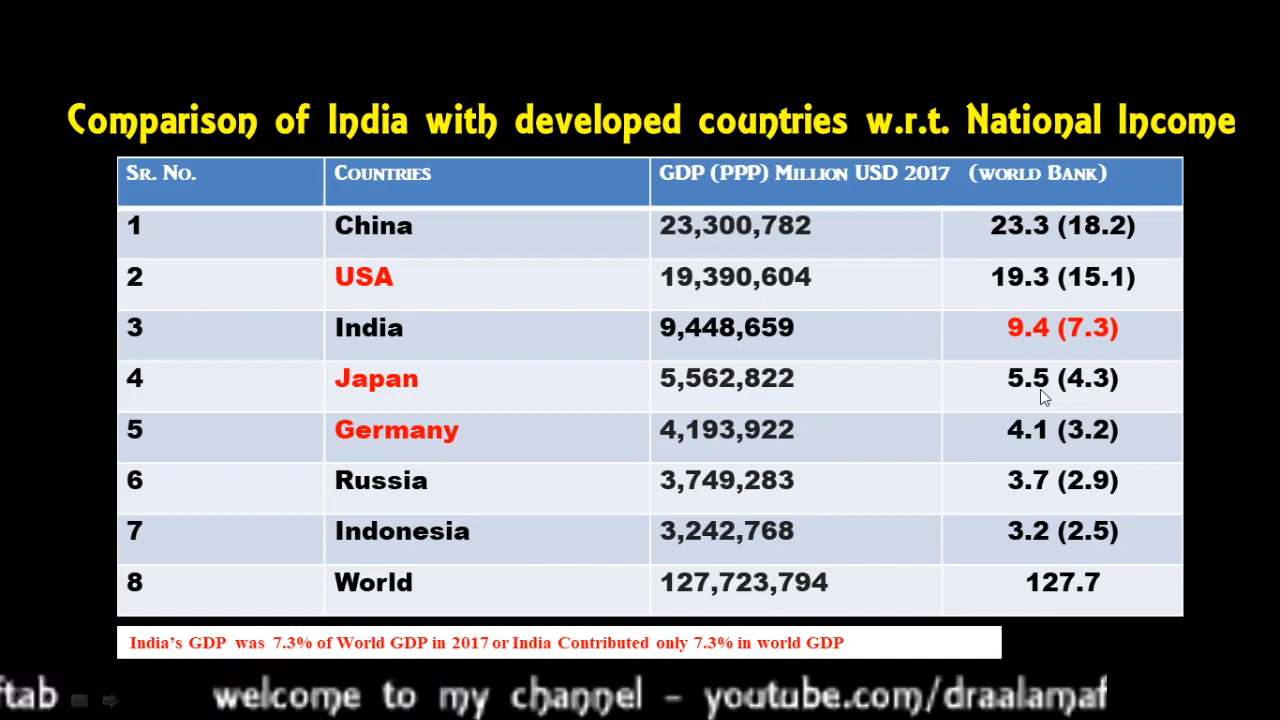 Comparison of India with developed countries w.r.t. National Income
Sr. No. Countries GDP (PPP) Million USD 2017 (world Bank)
1 China 23,300,782 23.3 (18.2)
2 USA 19,390,604 19.3 (15.1)
3 India 9,448,659 9.4 (7.3)
4 Japan 5,562,822 5.5 (4.3)
5 Germany 4,193,922 4.1 (3.2)
6 Russia 3,749,283 3.7 (2.9)
7 Indonesia 3,242,768 3.2 (2.5)
8 World 127,723,794 127.7
India's GDP was 7.3% of World GDP in 2017 or India Contributed only 7.3% in world GDP
ftab welcome to my channel - youtube.com/draalamaf